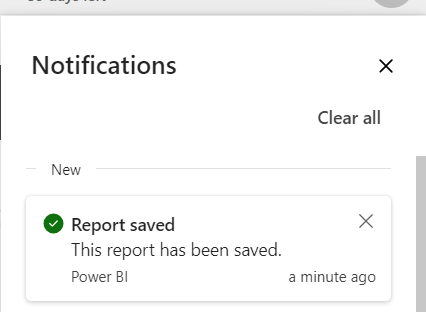 Notifications
Clear all
New
Report saved
This report has been saved.
Power BI
a minute ago